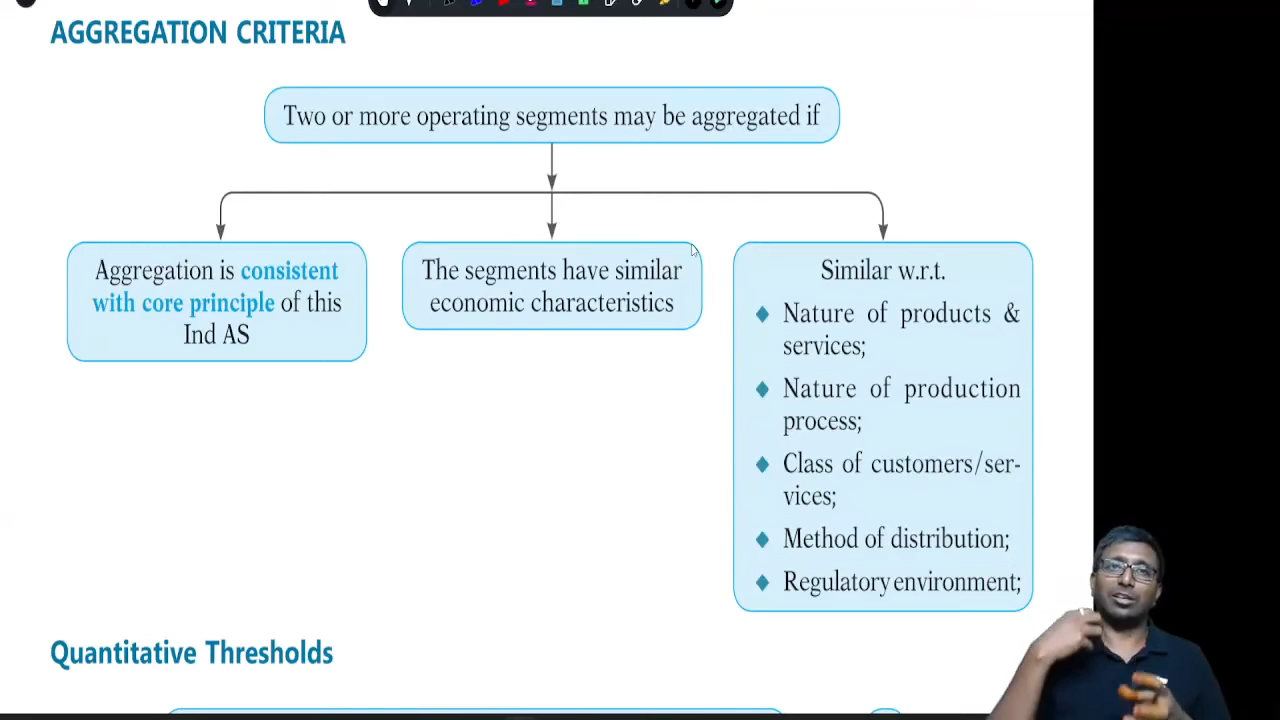 AGGREGATION CRITERIA
Two or more operating segments may be aggregated if
Aggregation is consistent
with core principle of this
Ind AS
The segments have similar
economic characteristics
Similar w.r.t.
Nature of products &
services;
Nature of production
process;
Class of customers/ser-
vices;
Method of distribution;
Regulatory environment;
Quantitative Thresholds